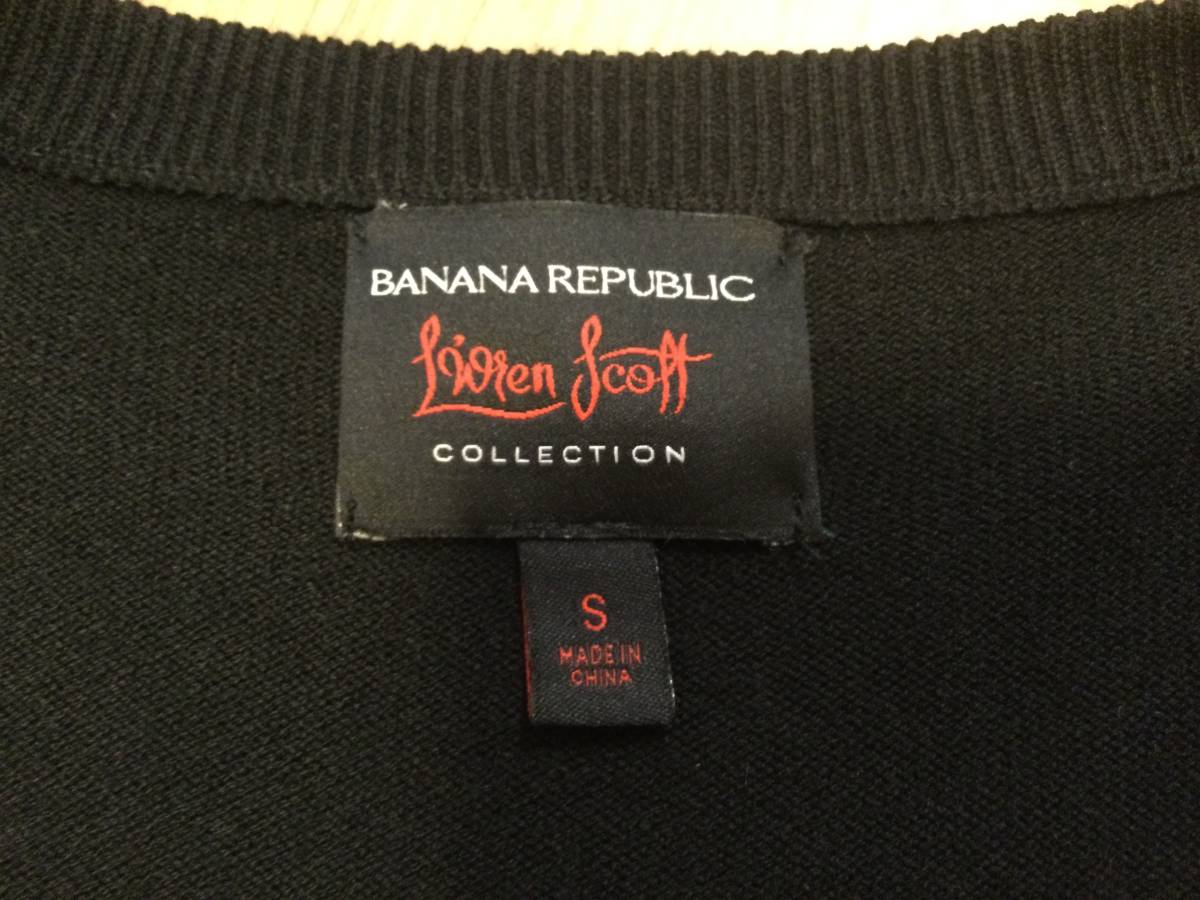 BANANA REPUBLIC
L'Wren Scott
COLLECTION
S
MADE IN
CHINA